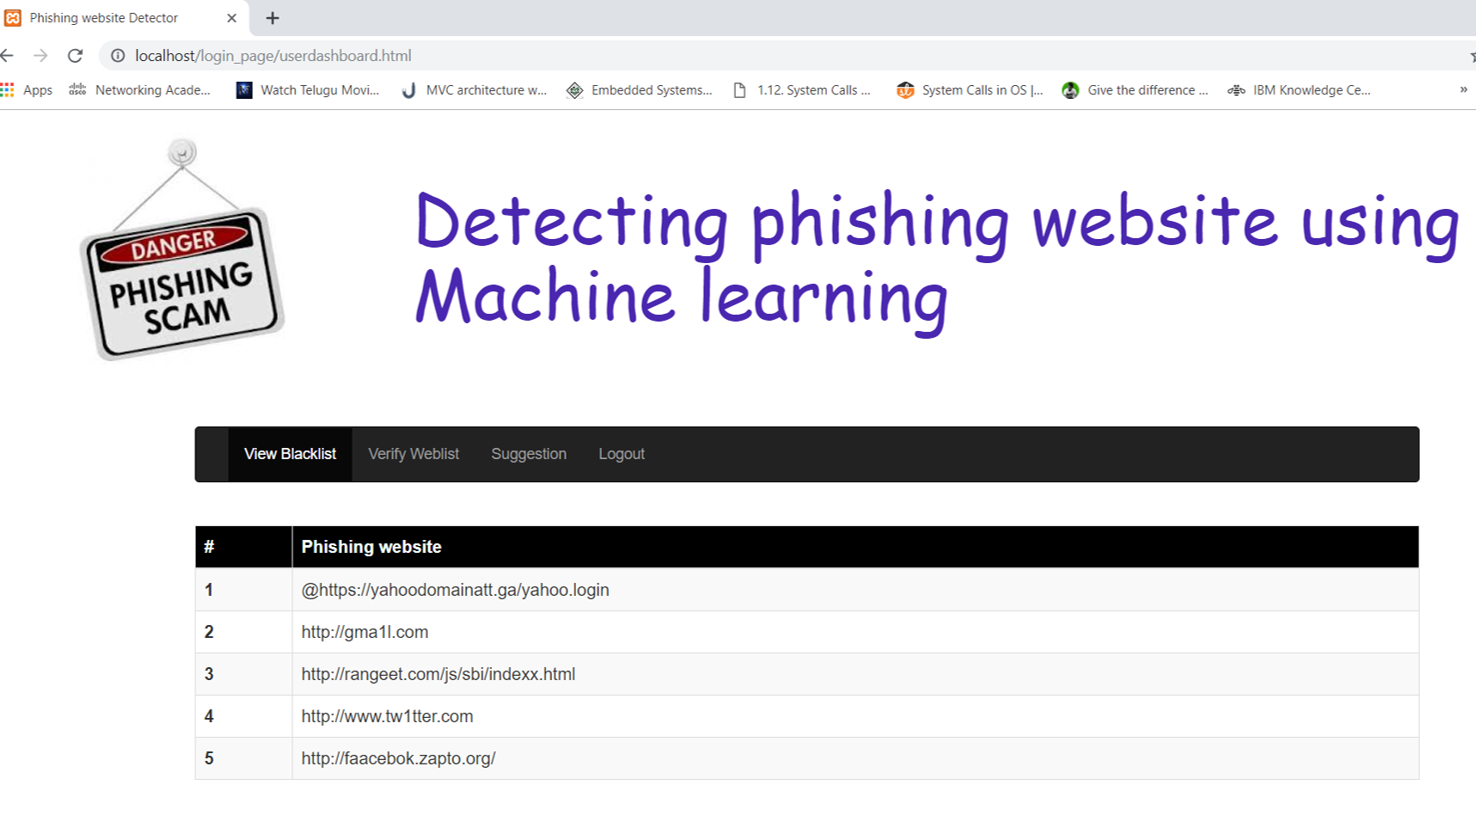 Phishing website Detector
localhost/login_page/userdashboard.html
Apps Networking Acade... Watch Telugu Movi... MVC architecture w... Embedded Systems... 1.12. System Calls ... System Calls in OS |... Give the difference ... IBM Knowledge Ce... »
DANGER
PHISHING
SCAM
Detecting phishing website using
Machine learning
View Blacklist Verify Weblist Suggestion Logout
# Phishing website
1 @https://yahoodomainatt.ga/yahoo.login
2 http://gma1l.com
3 http://rangeet.com/js/sbi/indexx.html
4 http://www.tw1tter.com
5 http://faacebok.zapto.org/